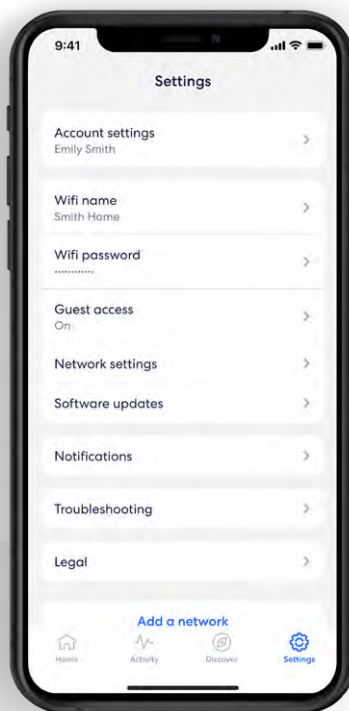 9:41
Settings
Account settings
Emily Smith
Wifi name
Smith Home
Wifi password
............
Guest access
On
Network settings
Software updates
Notifications
Troubleshooting
Legal
Add a network
Home Activity Discover Settings